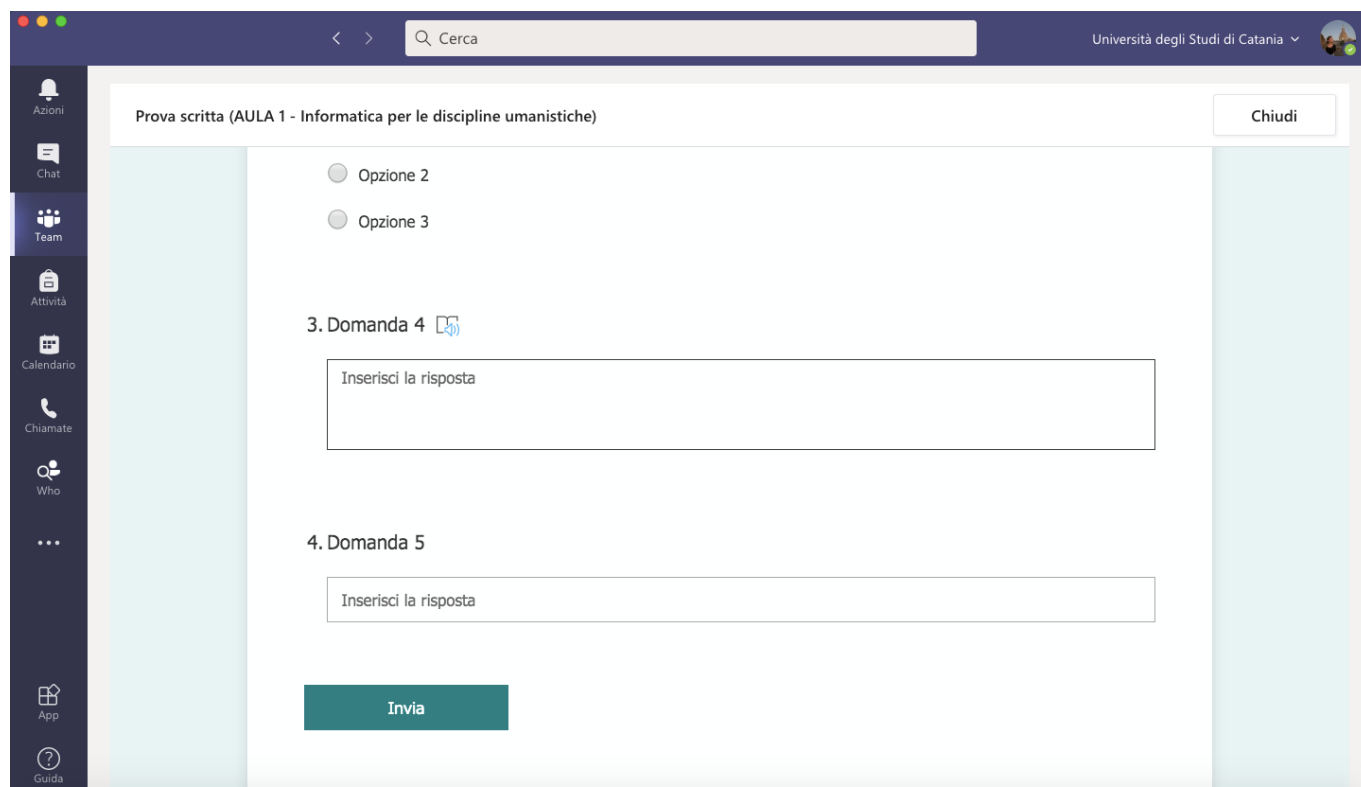 Cerca
Università degli Studi di Catania
Azioni
Chat
Team
Attività
Calendario
Chiamate
Who
App
Guida
Prova scritta (AULA 1 - Informatica per le discipline umanistiche)
Chiudi
Opzione 2
Opzione 3
3. Domanda 4
Inserisci la risposta
4. Domanda 5
Inserisci la risposta
Invia